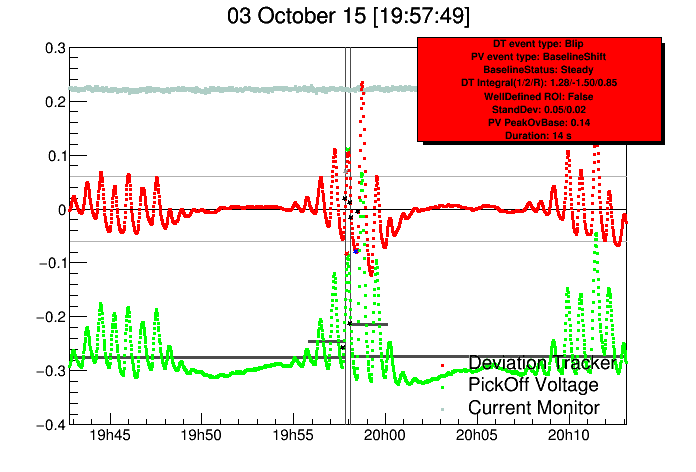 03 October 15 [19:57:49]
DT event type: Blip
PV event type: BaselineShift
BaselineStatus: Steady
DT Integral(1/2/R): 1.28/-1.50/0.85
WellDefined ROI: False
StandDev: 0.05/0.02
PV PeakOvBase: 0.14
Duration: 14 s
0.3
0.2
0.1
0
-0.1
-0.2
-0.3
-0.4
Deviation Tracker
PickOff Voltage
Current Monitor
19h45 19h50 19h55 20h00 20h05 20h10